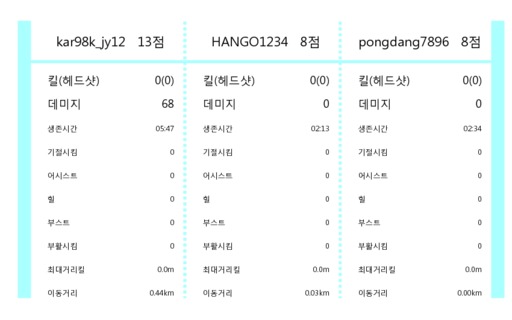 kar98k_jy12 13점 HANGO1234 8점 pongdang7896 8점
킬(헤드샷) 0(0) 킬(헤드샷) 0(0) 킬(헤드샷) 0(0)
데미지 68 데미지 0 데미지 0
생존시간 05:47 생존시간 02:13 생존시간 02:34
기절시킴 0 기절시킴 0 기절시킴 0
어시스트 0 어시스트 0 어시스트 0
힐 0 힐 0 힐 0
부스트 0 부스트 0 부스트 0
부활시킴 0 부활시킴 0 부활시킴 0
최대거리킬 0.0m 최대거리킬 0.0m 최대거리킬 0.0m
이동거리 0.44km 이동거리 0.03km 이동거리 0.00km